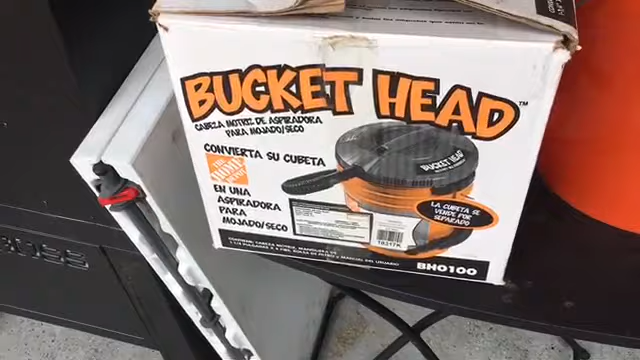 BUCKET HEAD™
CABEZA MOTRIZ DE ASPIRADORA
PARA MOJADO/SECO
CONVIERTA SU CUBETA
THE
HOME
DEPOT
EN UNA
ASPIRADORA
PARA
MOJADO/SECO
BUCKET HEAD
LA CUBETA SE
VENDE POR
SEPARADO
BH0100
BOSS